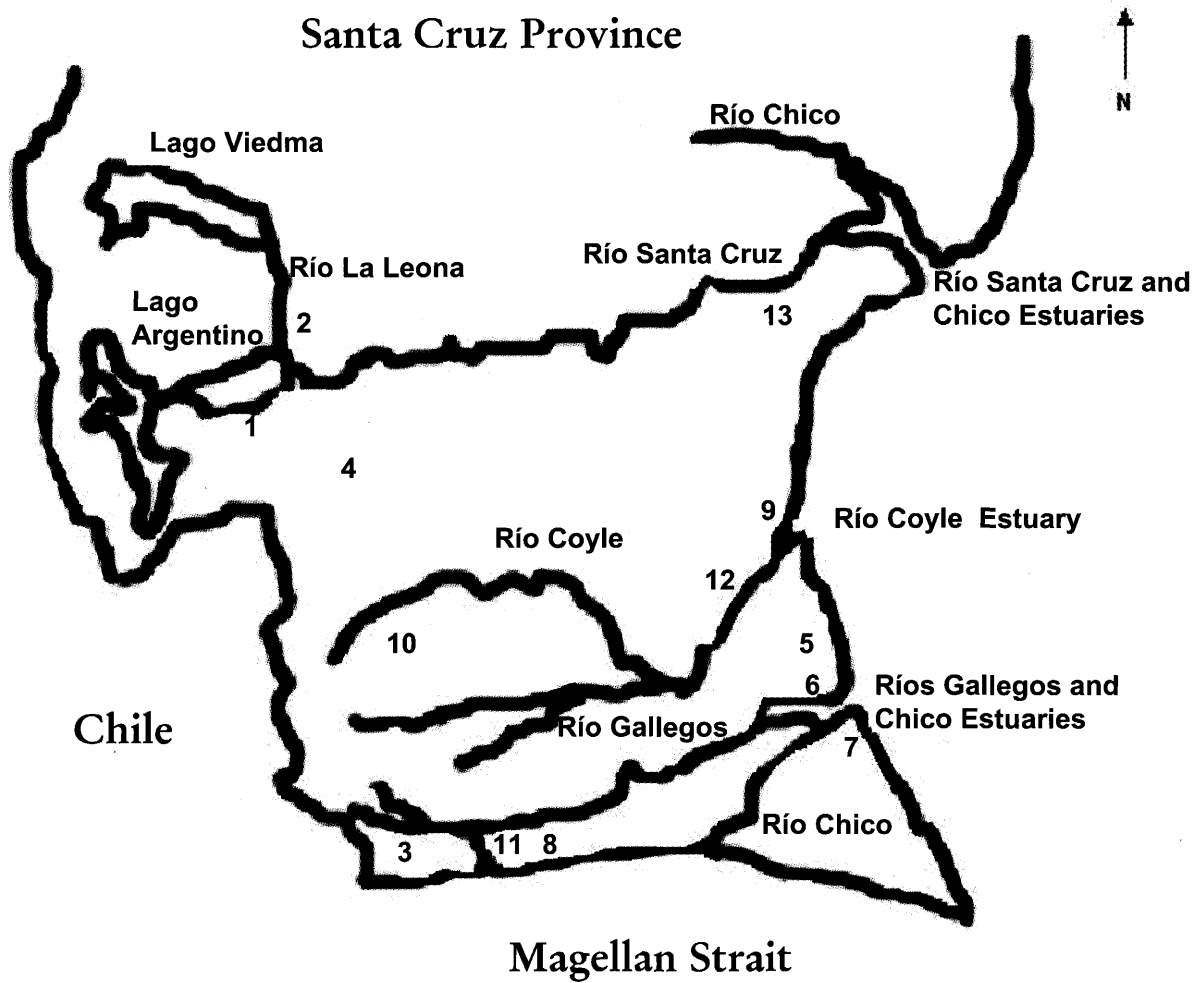 Santa Cruz Province
N
Río Chico
Lago Viedma
Río Santa Cruz
Río La Leona
Río Santa Cruz and
Chico Estuaries
Lago
Argentino
2
13
1
4
9
Río Coyle Estuary
Río Coyle
12
10
5
6
Ríos Gallegos and
Chico Estuaries
Chile
Río Gallegos
7
Río Chico
3
11
8
Magellan Strait